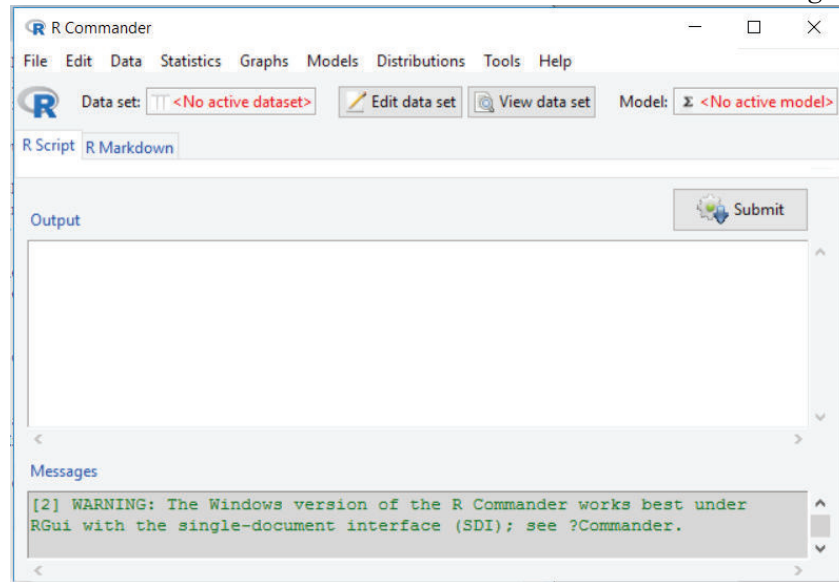 R Commander
File Edit Data Statistics Graphs Models Distributions Tools Help
Data set: <No active dataset> Edit data set View data set Model: Σ <No active model>
R Script R Markdown
Submit
Output
Messages
[2] WARNING: The Windows version of the R Commander works best under
RGui with the single-document interface (SDI); see ?Commander.